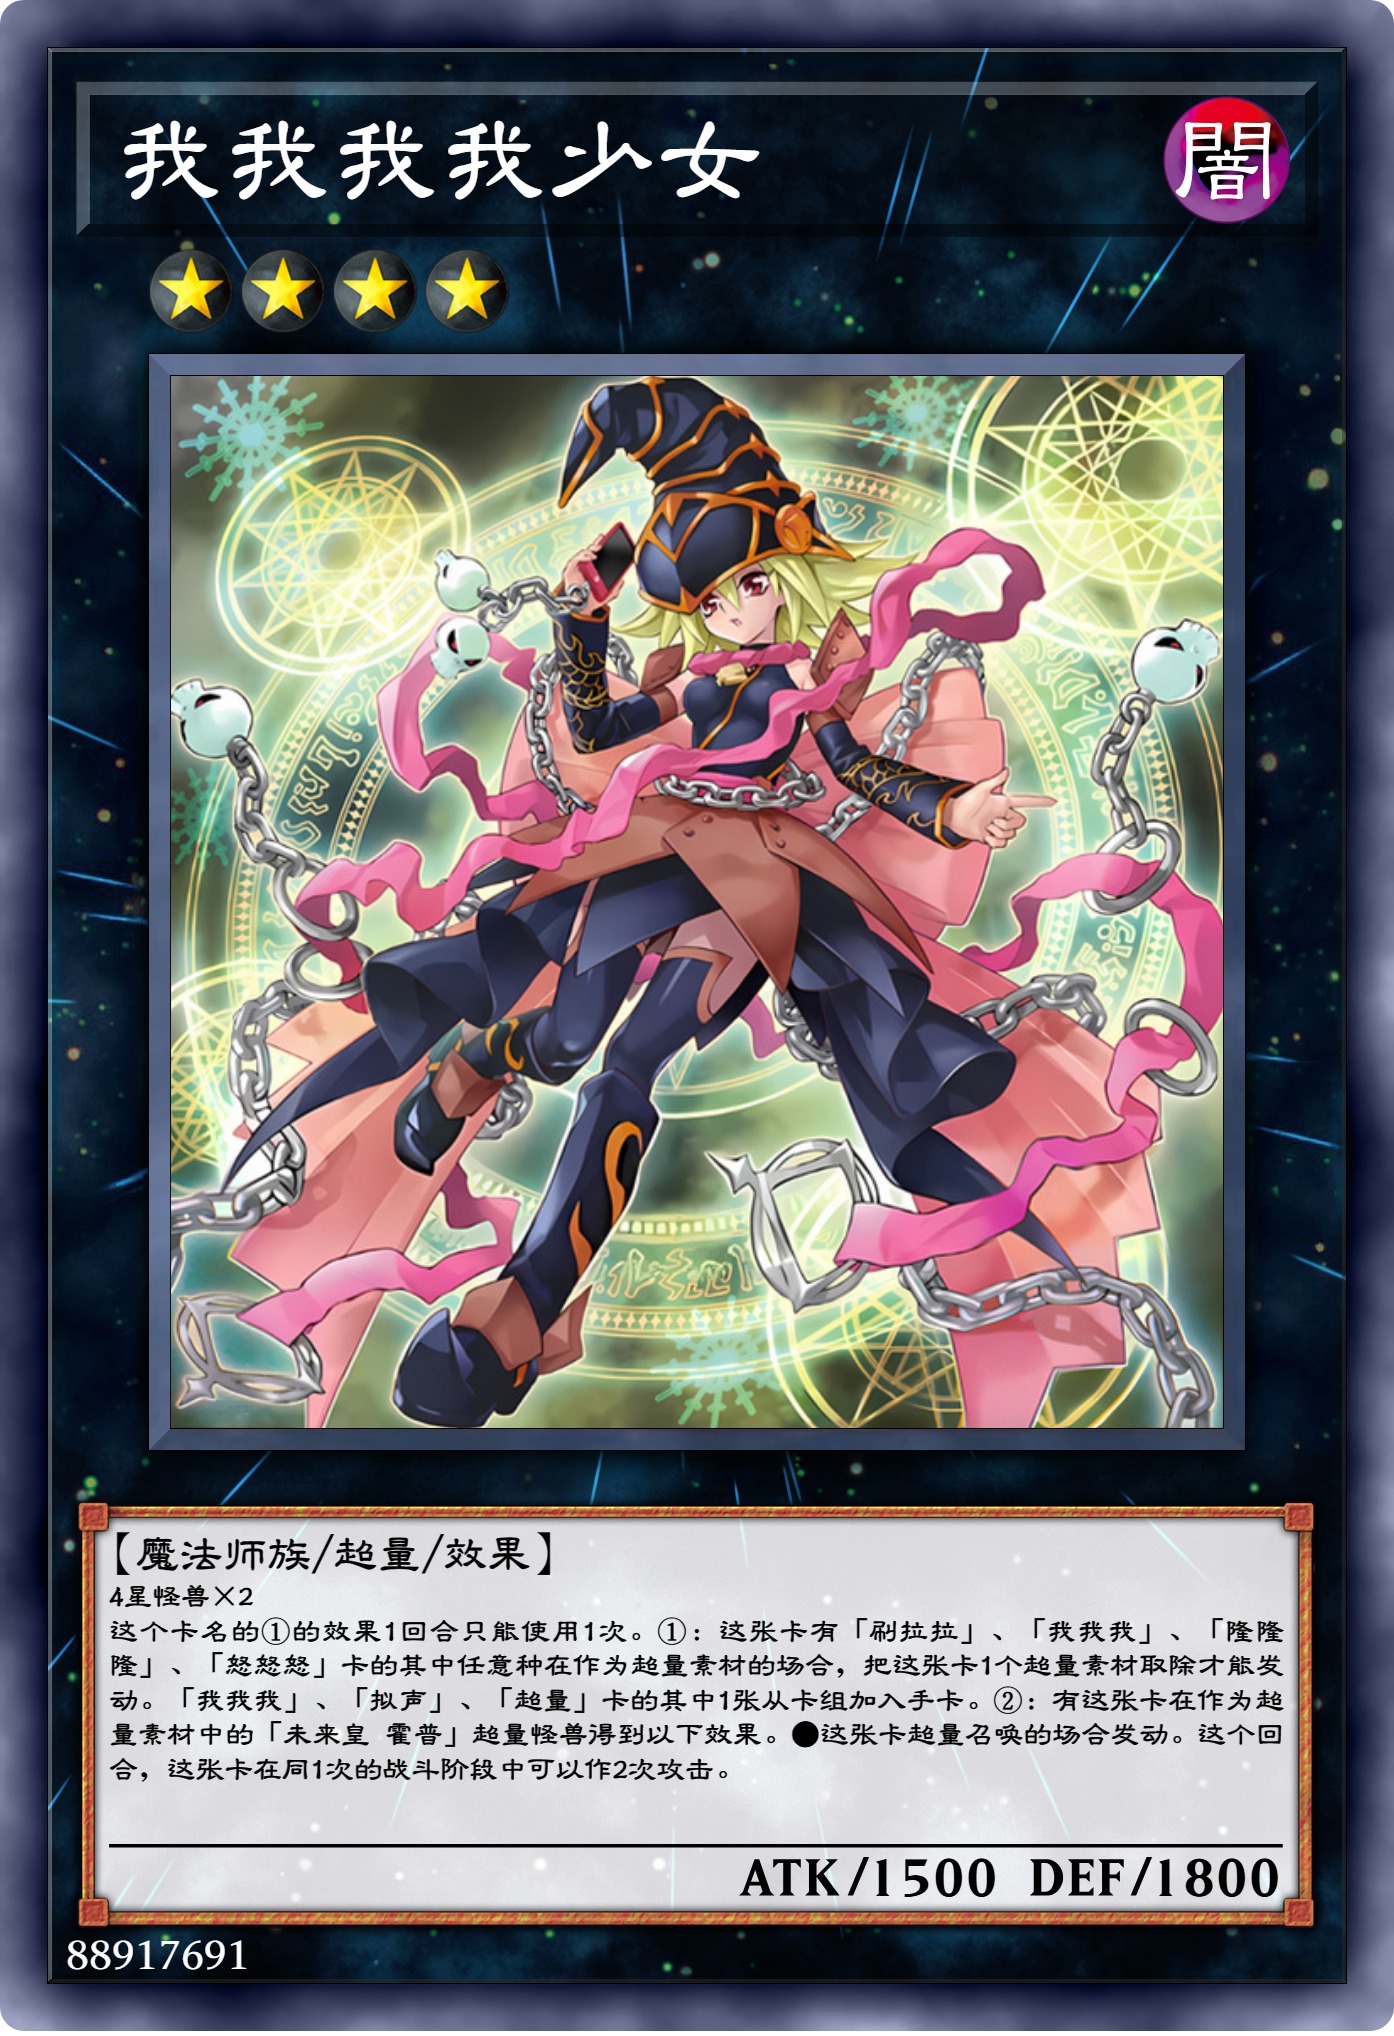 我我我我少女
闇
【魔法师族/超量/效果】
4星怪兽×2
这个卡名的①的效果1回合只能使用1次。①：这张卡有「刷拉拉」、「我我我」、「隆隆
隆」、「怒怒怒」卡的其中任意种在作为超量素材的场合，把这张卡1个超量素材取除才能发
动。「我我我」、「拟声」、「超量」卡的其中1张从卡组加入手卡。②：有这张卡在作为超
量素材中的「未来皇 霍普」超量怪兽得到以下效果。●这张卡超量召唤的场合发动。这个回
合，这张卡在同1次的战斗阶段中可以作2次攻击。
ATK/1500 DEF/1800
88917691